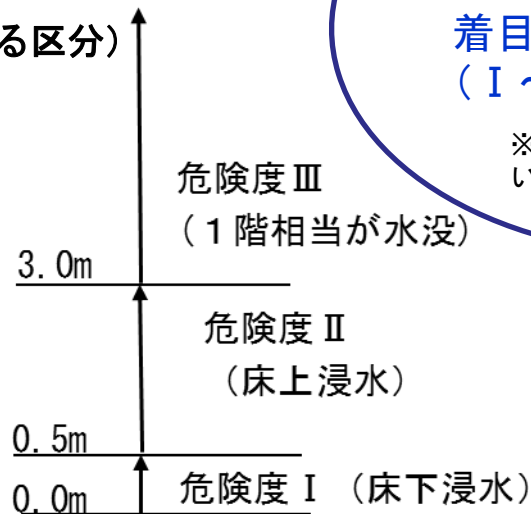 る区分）
着目
（Ⅰ～
※
い
危険度Ⅲ
（１階相当が水没）
3.0m
危険度Ⅱ
（床上浸水）
0.5m
危険度Ⅰ （床下浸水）
0.0m